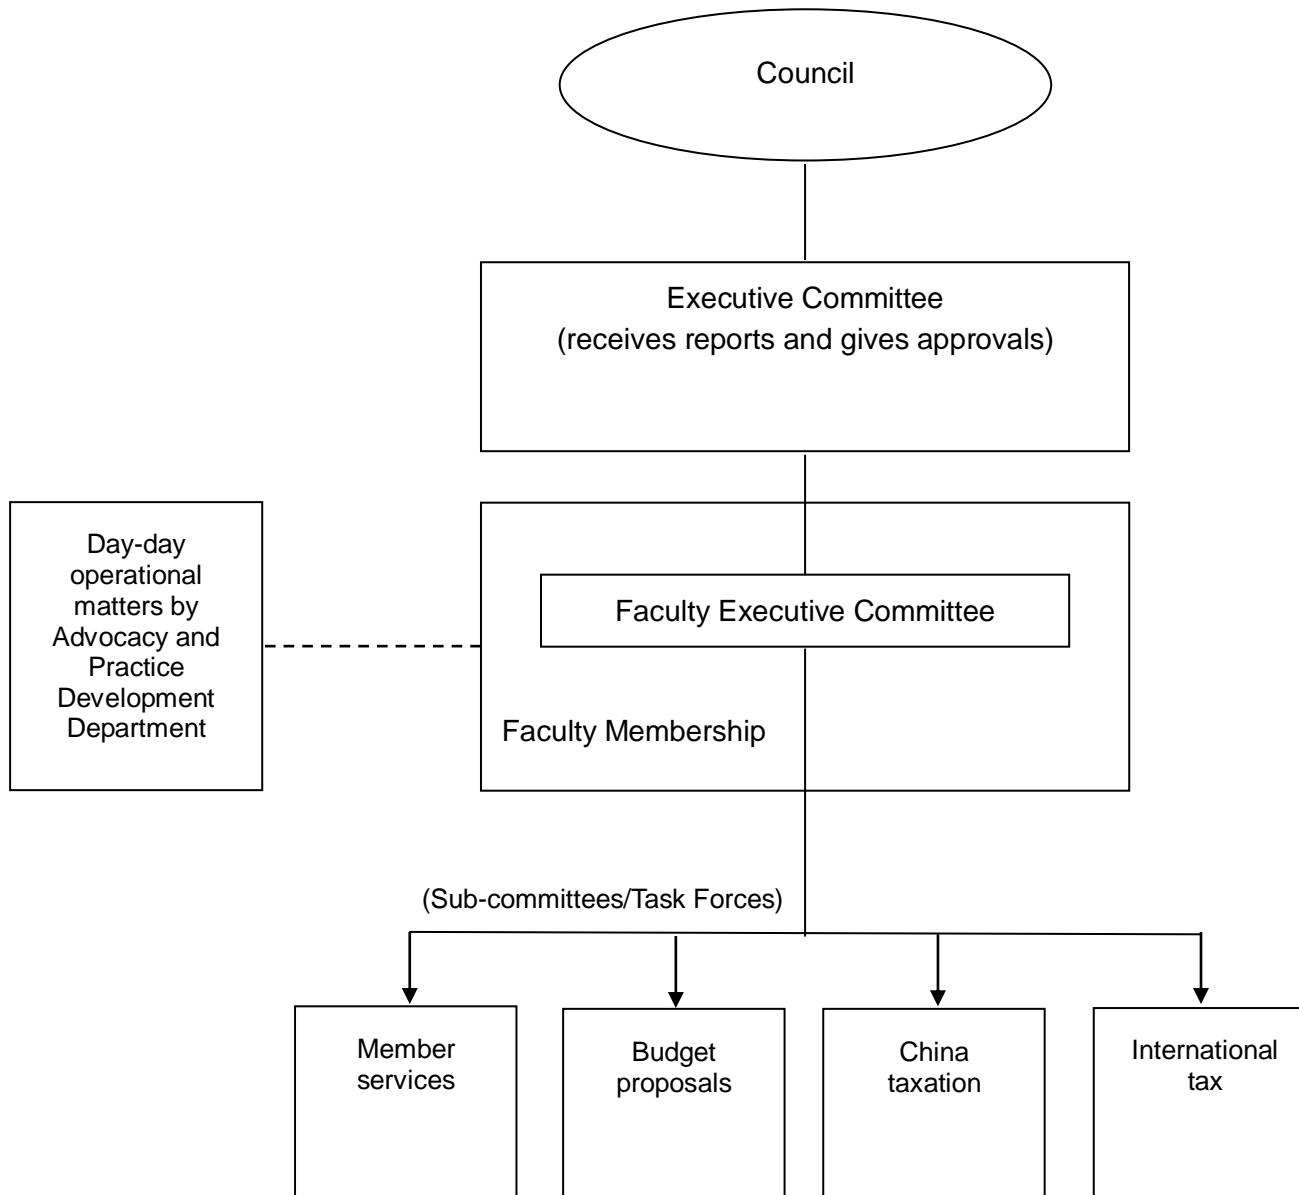 Council
Executive Committee
(receives reports and gives approvals)
Day-day
operational
matters by
Advocacy and
Practice
Development
Department
Faculty Executive Committee
Faculty Membership
(Sub-committees/Task Forces)
Member
services
Budget
proposals
China
taxation
International
tax